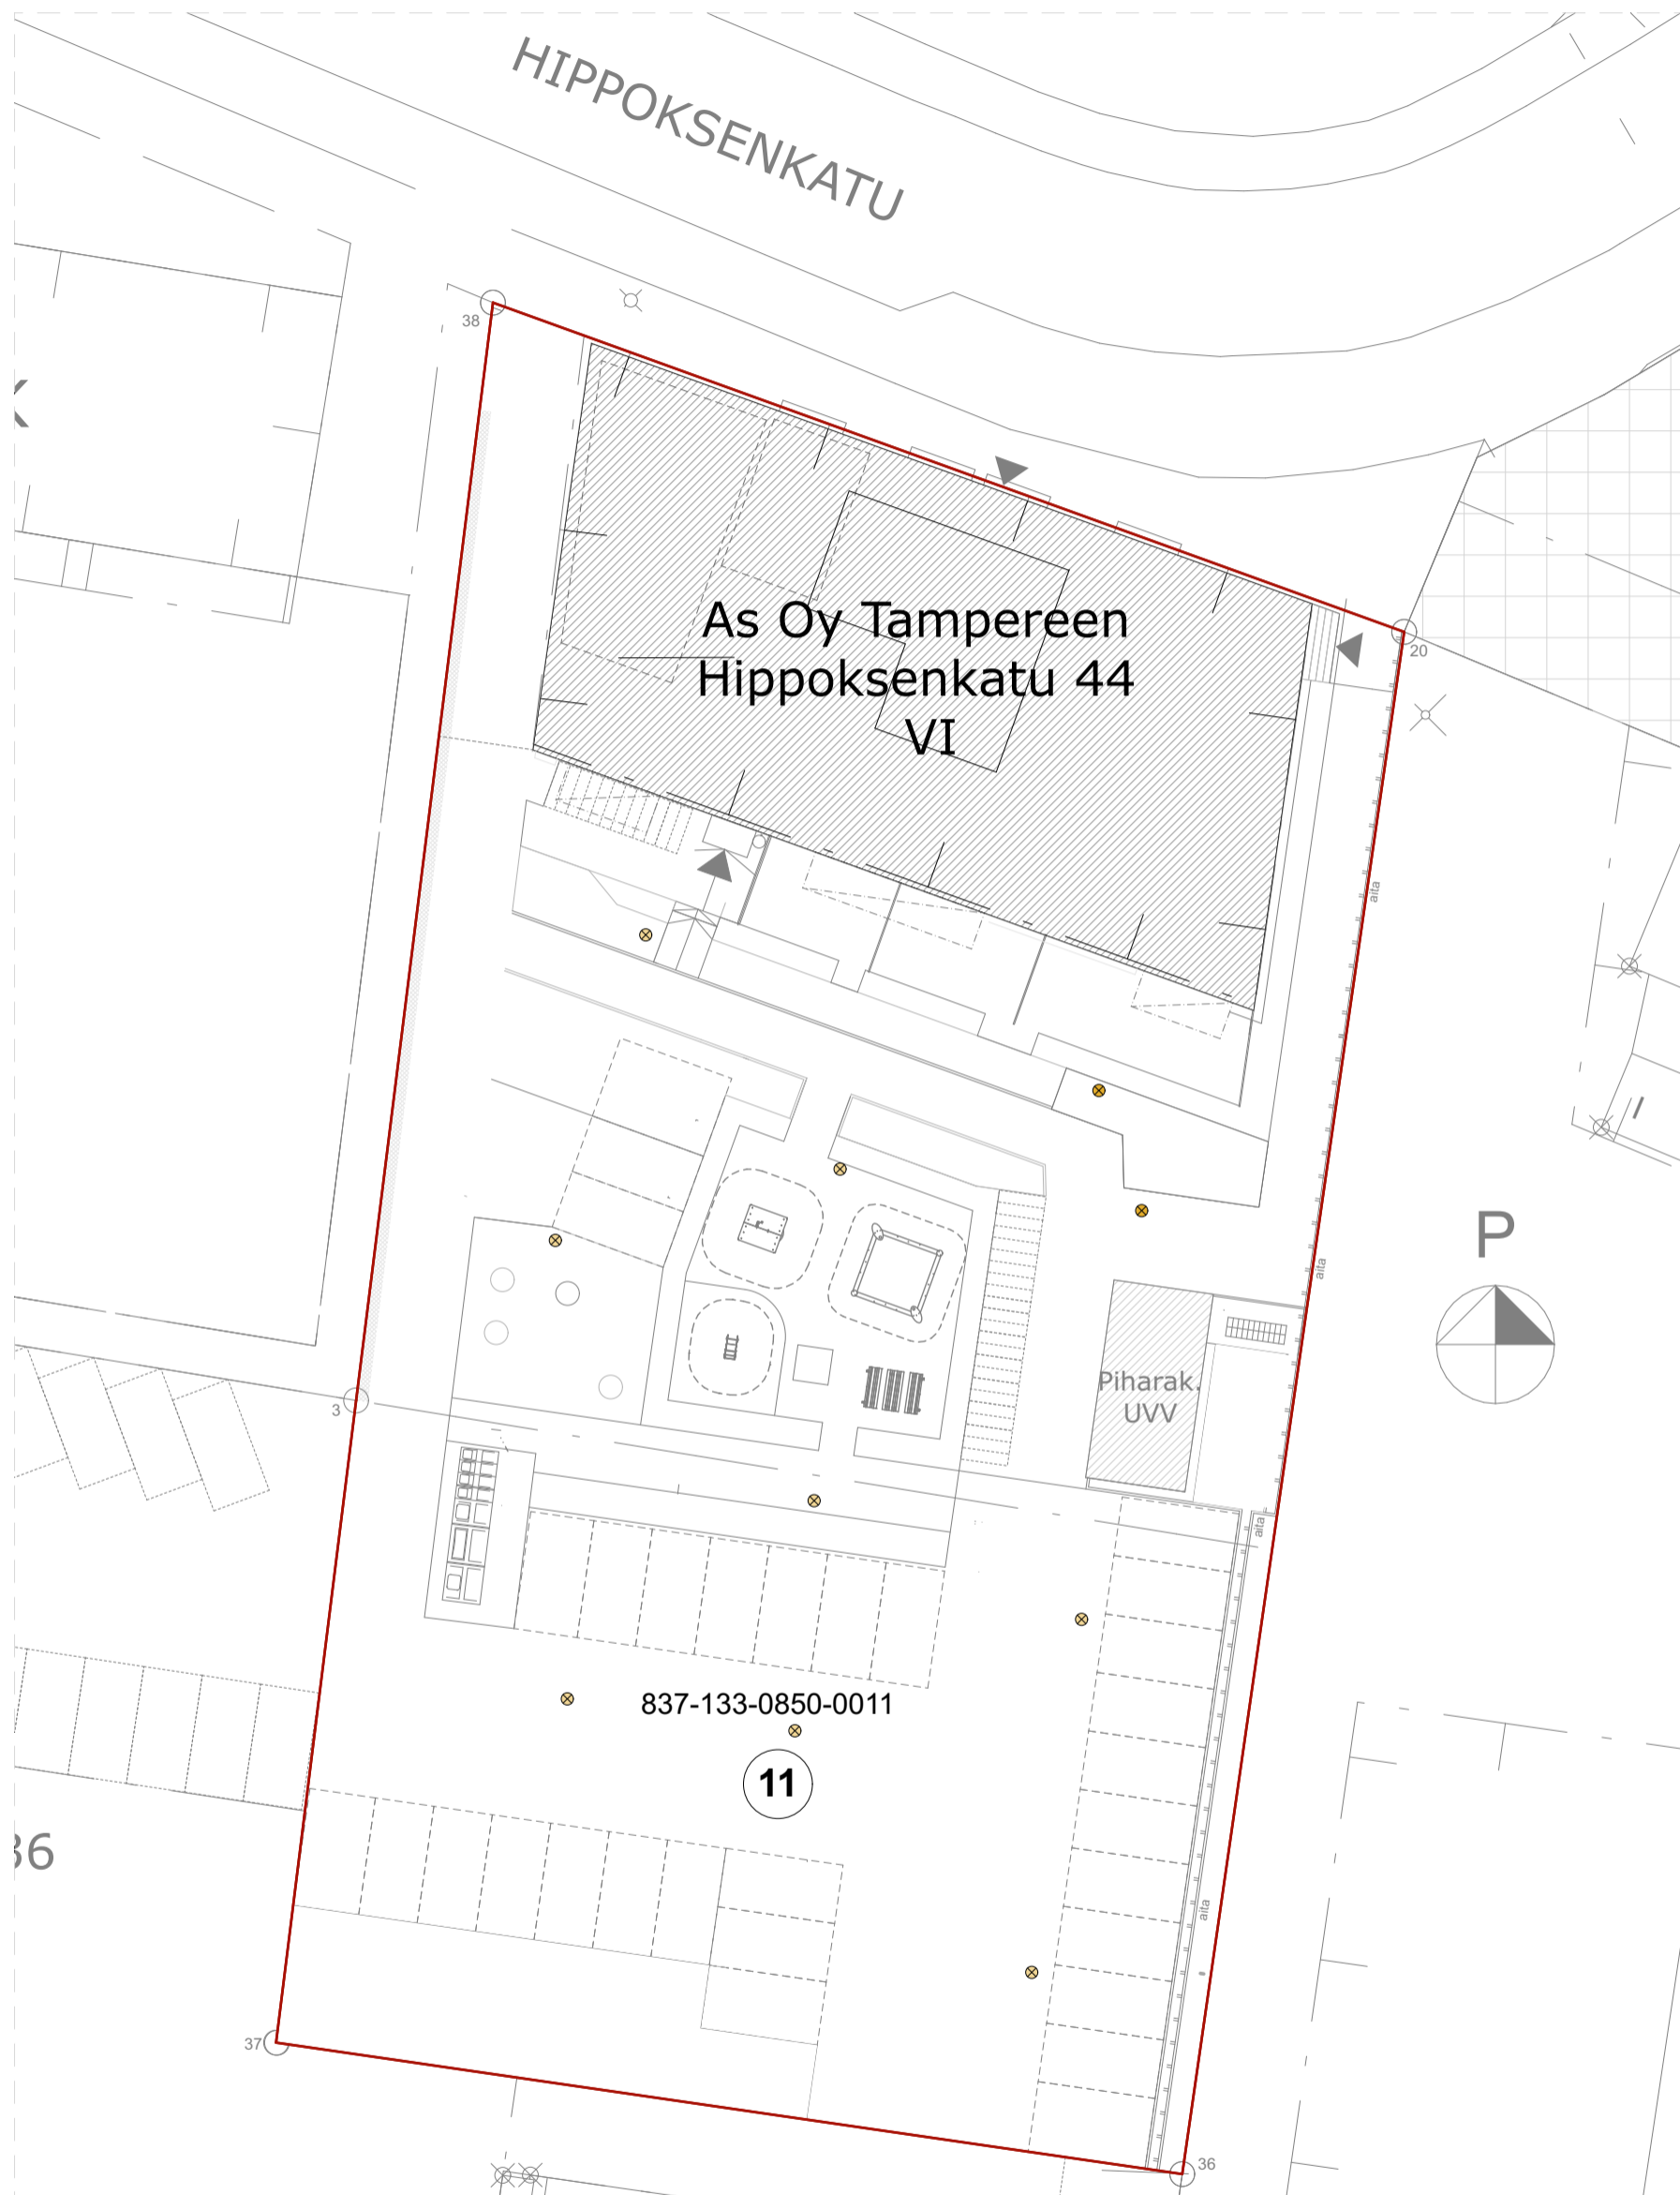 HIPPOKSENKATU
38
As Oy Tampereen
Hippoksenkatu 44
VI
20
aita
P
aita
Piharak.
UVV
3
aita
837-133-0850-0011
11
aita
37
36